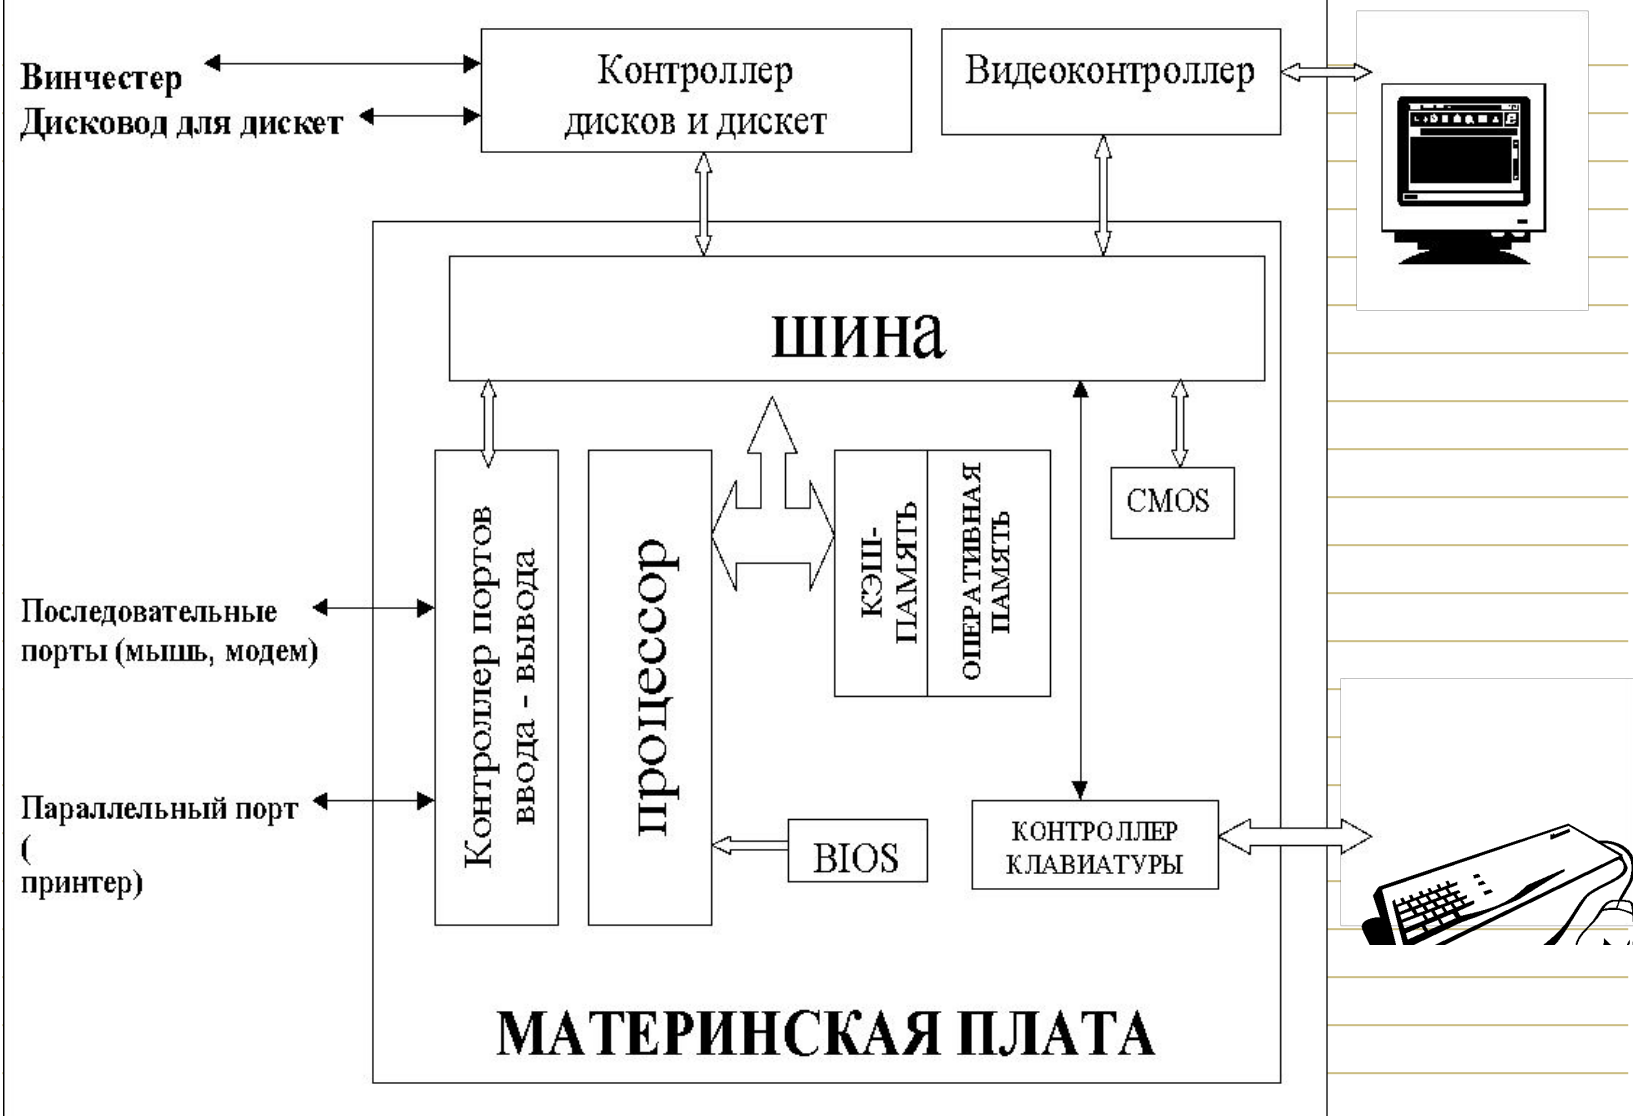 Винчестер
Дисковод для дискет
Контроллер
дисков и дискет
Видеоконтроллер
шина
Последовательные
порты (мышь, модем)
Параллельный порт
(
принтер)
Контроллер портов
ввода - вывода
процессор
КЭШ-
ПАМЯТЬ
ОПЕРАТИВНАЯ
ПАМЯТЬ
CMOS
BIOS
КОНТРОЛЛЕР
КЛАВИАТУРЫ
МАТЕРИНСКАЯ ПЛАТА